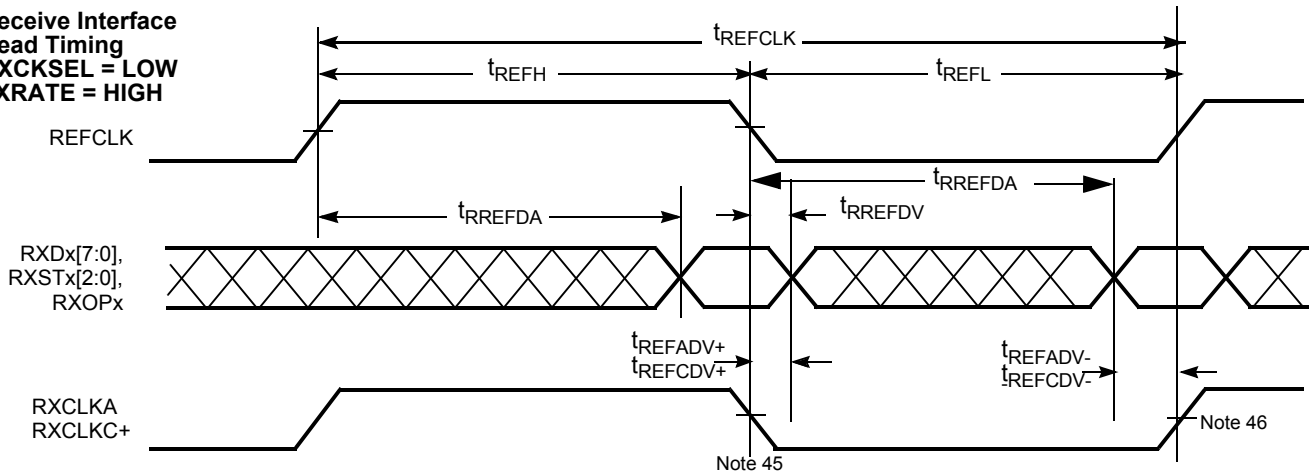 eceive Interface
ead Timing
XCKSEL = LOW
XRATE = HIGH
tREFCLK
tREFH
tREFL
REFCLK
tRREFDA
tRREFDA
tRREFDV
RXDx[7:0],
RXSTx[2:0],
RXOPx
tREFADV+
tREFCDV+
tREFADV-
tREFCDV-
RXCLKA
RXCLKC+
Note 45
Note 46